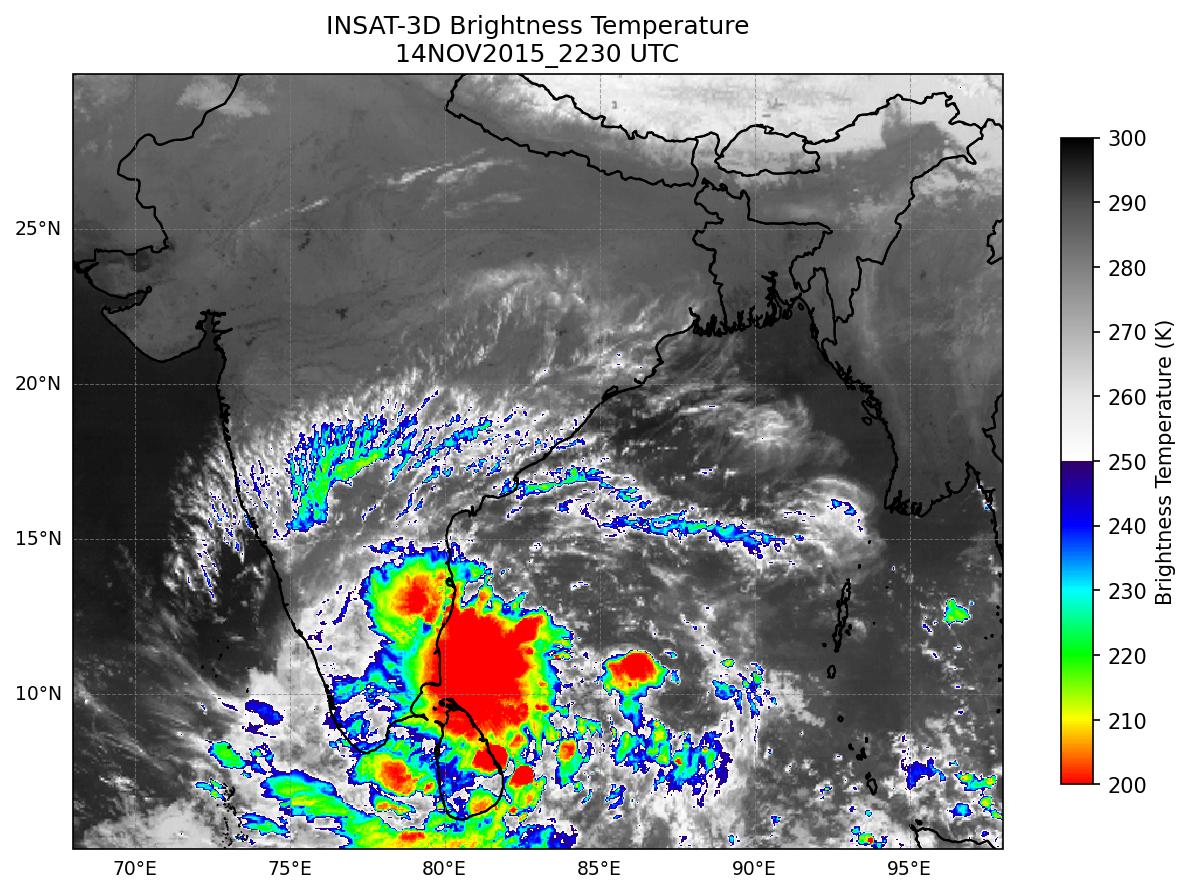 INSAT-3D Brightness Temperature
14NOV2015_2230 UTC
25°N
20°N
15°N
10°N
70°E
75°E
80°E
85°E
90°E
95°E
300
290
280
270
260
250
240
230
220
210
200
Brightness Temperature (K)